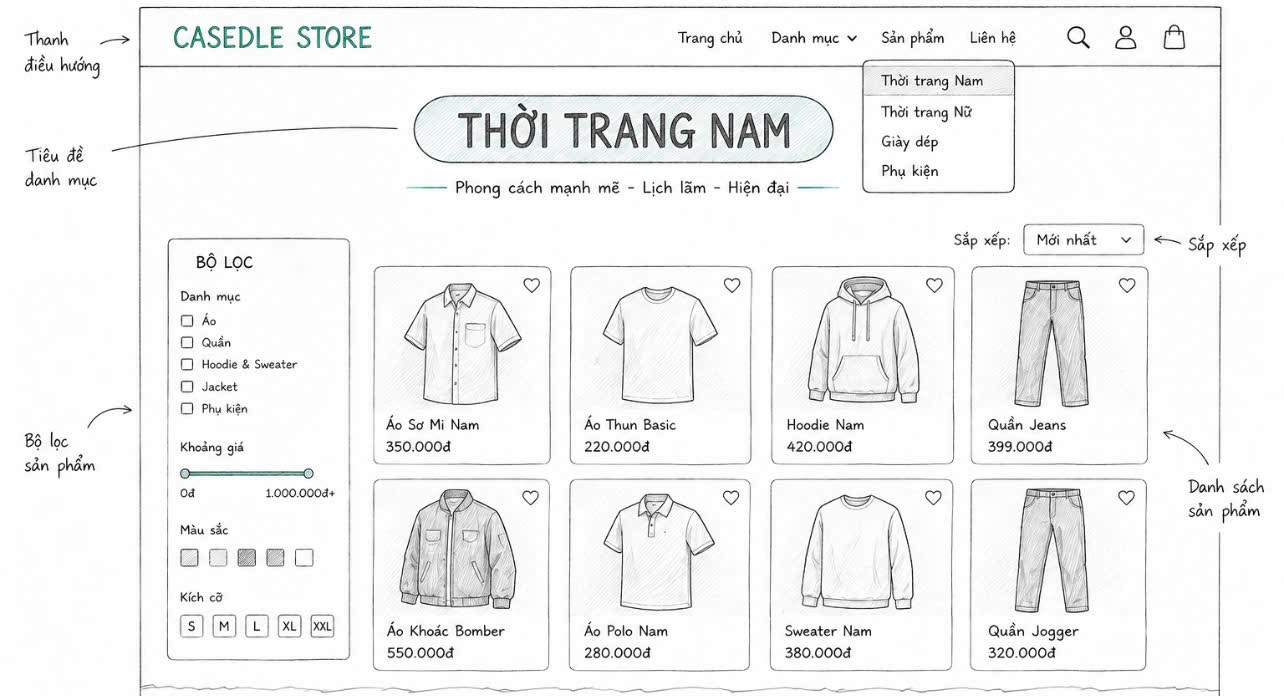 Thanh
điều hướng
CASEDLE STORE
Trang chủ
Danh mục
Sản phẩm
Liên hệ
Thời trang Nam
Thời trang Nữ
Giày dép
Phụ kiện
Tiêu đề
danh mục
THỜI TRANG NAM
Phong cách mạnh mẽ - Lịch lãm - Hiện đại
Sắp xếp:
Mới nhất
Sắp xếp
Bộ lọc
sản phẩm
BỘ LỌC
Danh mục
Áo
Quần
Hoodie & Sweater
Jacket
Phụ kiện
Khoảng giá
0đ
1.000.000đ+
Màu sắc
Kích cỡ
S
M
L
XL
XXL
Áo Sơ Mi Nam
350.000đ
Áo Thun Basic
220.000đ
Hoodie Nam
420.000đ
Quần Jeans
399.000đ
Danh sách
sản phẩm
Áo Khoác Bomber
550.000đ
Áo Polo Nam
280.000đ
Sweater Nam
380.000đ
Quần Jogger
320.000đ